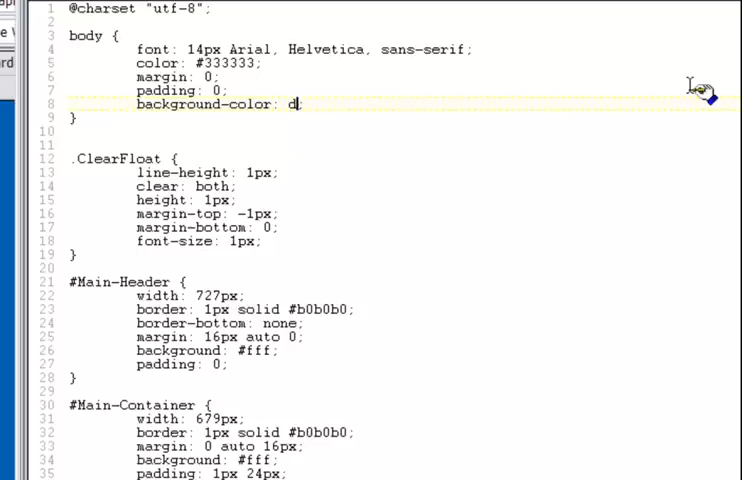 1 @charset "utf-8";
2
3 body {
4 font: 14px Arial, Helvetica, sans-serif;
5 color: #333333;
6 margin: 0;
7 padding: 0;
8 background-color: d;
9 }
10
11
12 .ClearFloat {
13 line-height: 1px;
14 clear: both;
15 height: 1px;
16 margin-top: -1px;
17 margin-bottom: 0;
18 font-size: 1px;
19 }
20
21 #Main-Header {
22 width: 727px;
23 border: 1px solid #b0b0b0;
24 border-bottom: none;
25 margin: 16px auto 0;
26 background: #fff;
27 padding: 0;
28 }
29
30 #Main-Container {
31 width: 679px;
32 border: 1px solid #b0b0b0;
33 margin: 0 auto 16px;
34 background: #fff;
35 padding: 1px 24px;